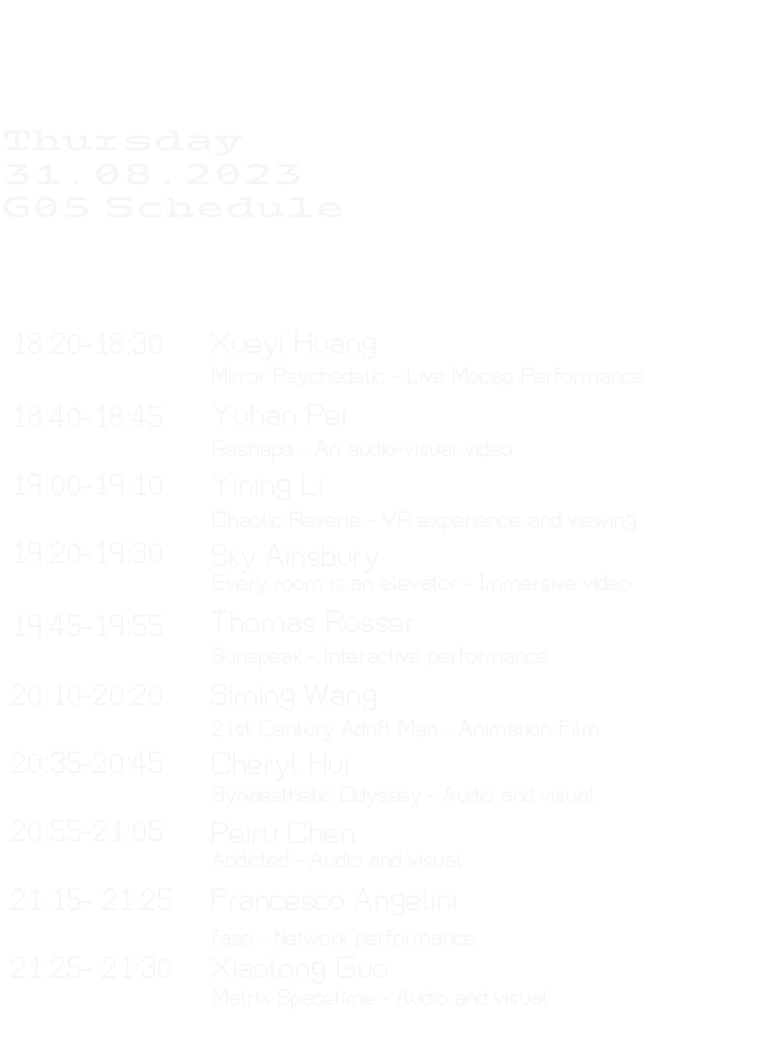 Thursday
31.08.2023
G05 Schedule
18:20-18:30 Xueyi Huang
Mirror Psychedelic - Live Mocap Performance
18:40-18:45 Yuhan Pei
Reshape - An audio-visual video
19:00-19:10 Yining Li
Chaotic Reverie - VR experience and viewing
19:20-19:30 Sky Ainsbury
Every room is an elevator - Immersive video
19:45-19:55 Thomas Rosser
Sunspeak - Interactive performance
20:10-20:20 Siming Wang
21st Century Adrift Man - Animation Film
20:35-20:45 Cheryl Hui
Synaesthetic Odyssey - Audio and visual
20:55-21:05 Peiru Chen
Addicted - Audio and visual
21:15- 21:25 Francesco Angelini
fase - Network performance
21:25- 21:30 Xiaotong Guo
Matrix Spacetime - Audio and visual